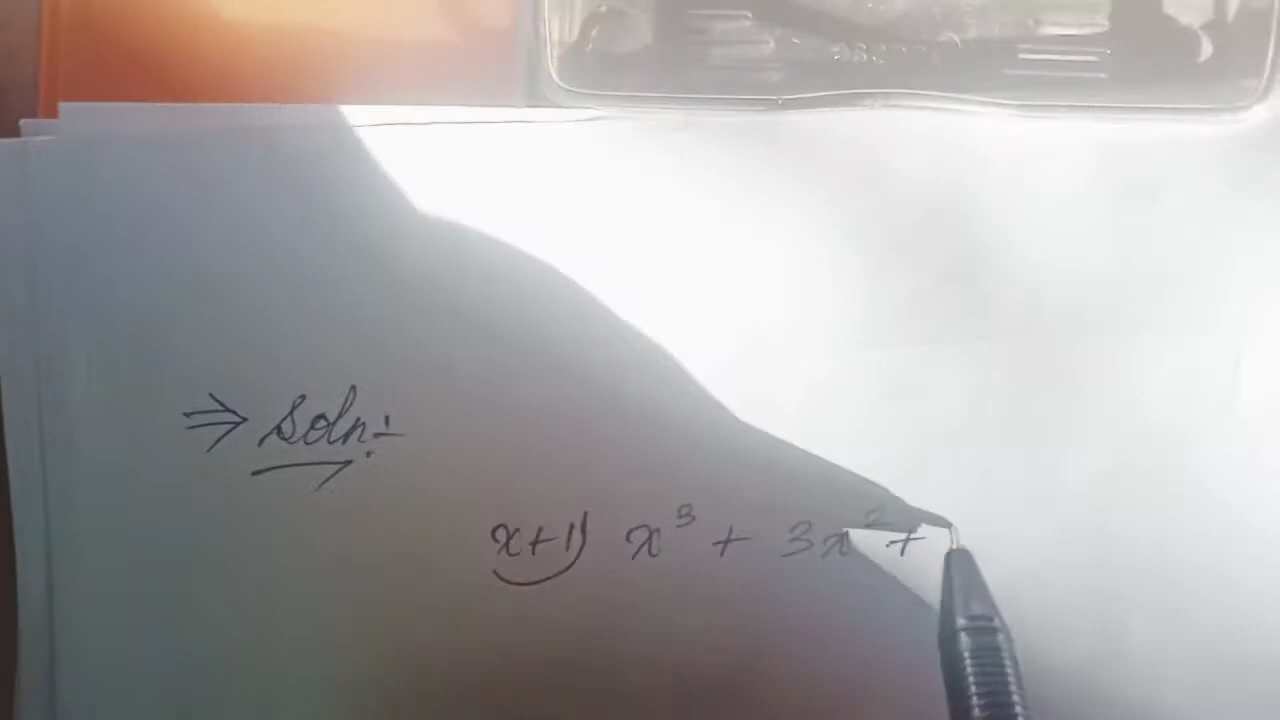 ⇒ Soln:-
x+1) x³ + 3x² +